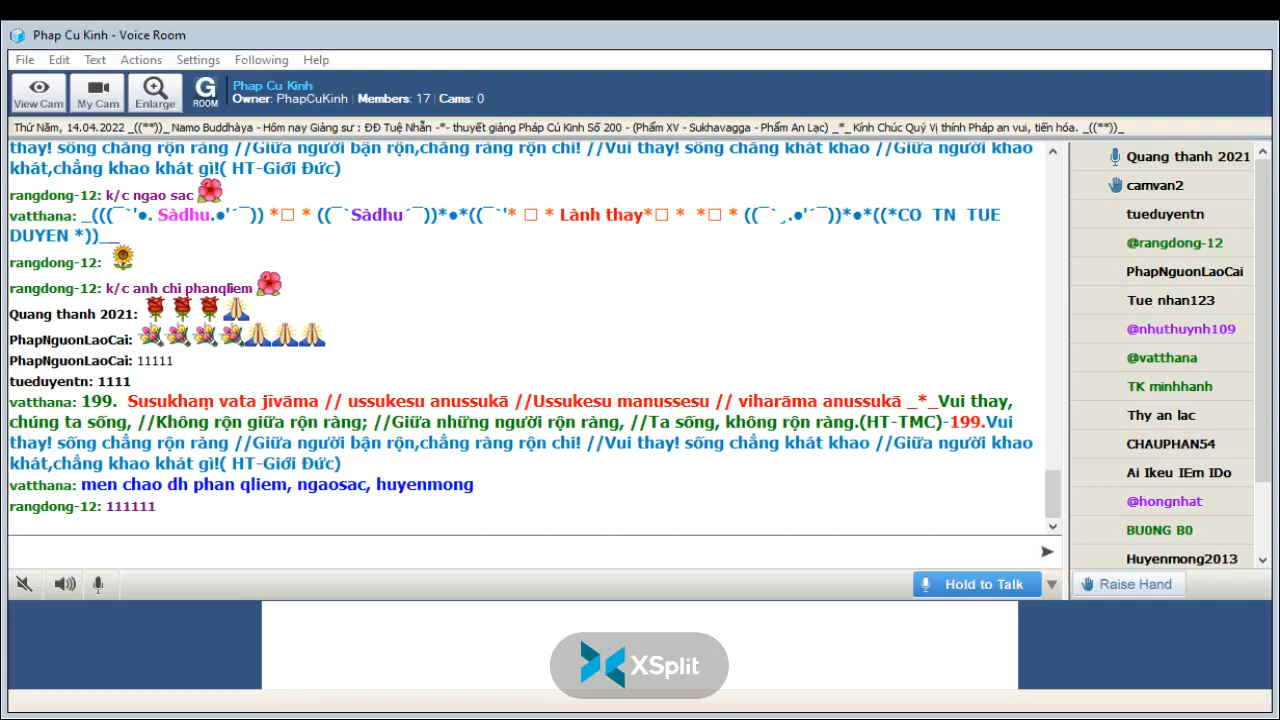 Phap Cu Kinh - Voice Room
File Edit Text Actions Settings Following Help
View Cam My Cam Enlarge G ROOM
Phap Cu Kinh
Owner: PhapCuKinh Members: 17 Cams: 0
Thứ Năm, 14.04.2022 _((**))_ Namo Buddhàya - Hôm nay Giảng sư : ĐĐ Tuệ Nhẫn -*- thuyết giảng Pháp Cú Kinh Số 200 - (Phẩm XV - Sukhavagga - Phẩm An Lạc) _*_ Kính Chúc Quý Vị thính Pháp an vui, tiến hóa. _((**))_
thay! sống chẳng rộn ràng //Giữa người bận rộn,chẳng ràng rộn chi! //Vui thay! sống chẳng khát khao //Giữa người khao
khát,chẳng khao khát gì!( HT-Giới Đức)
rangdong-12: k/c ngao sac
vatthana: _(((¯`'●. Sàdhu.●'´¯)) *□ * ((¯`Sàdhu´¯))*●*((¯`'* □ * Lành thay*□ * *□ * ((¯`¸.●'´¯))*●*((*CO TN TUE
DUYEN *))__
rangdong-12:
rangdong-12: k/c anh chi phanqliem
Quang thanh 2021:
PhapNguonLaoCai:
PhapNguonLaoCai: 11111
tueduyentn: 1111
vatthana: 199. Susukhaṃ vata jīvāma // ussukesu anussukā //Ussukesu manussesu // viharāma anussukā _*_Vui thay,
chúng ta sống, //Không rộn giữa rộn ràng; //Giữa những người rộn ràng, //Ta sống, không rộn ràng.(HT-TMC)-199.Vui
thay! sống chẳng rộn ràng //Giữa người bận rộn,chẳng ràng rộn chi! //Vui thay! sống chẳng khát khao //Giữa người khao
khát,chẳng khao khát gì!( HT-Giới Đức)
vatthana: men chao dh phan qliem, ngaosac, huyenmong
rangdong-12: 111111
Quang thanh 2021
camvan2
tueduyentn
@rangdong-12
PhapNguonLaoCai
Tue nhan123
@nhuthuynh109
@vatthana
TK minhhanh
Thy an lac
CHAUPHAN54
Ai Ikeu IEm IDo
@hongnhat
BU0NG B0
Huyenmong2013
Hold to Talk
Raise Hand
XSplit